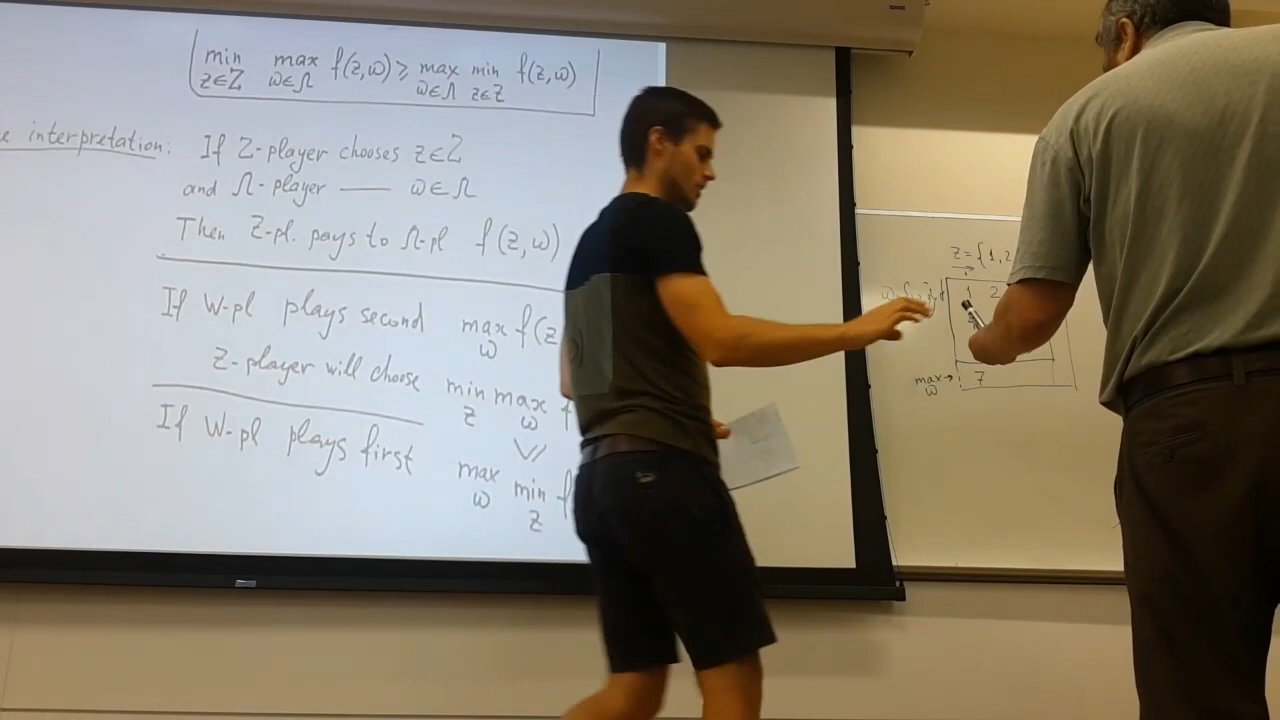 min max f(z,ω) ⩾ max min f(z,ω)
z∈Z ω∈Ω ω∈Ω z∈Z
interpretation: If Z-player chooses z∈Z
and Ω-player —— ω∈Ω
Then Z-pl. pays to Ω-pl f(z,ω)
If W-pl plays second max f(z
ω
Z-player will choose min max f
z ω
If W-pl plays first max min f
ω z
z={1,2
1 2
max → 7
ω